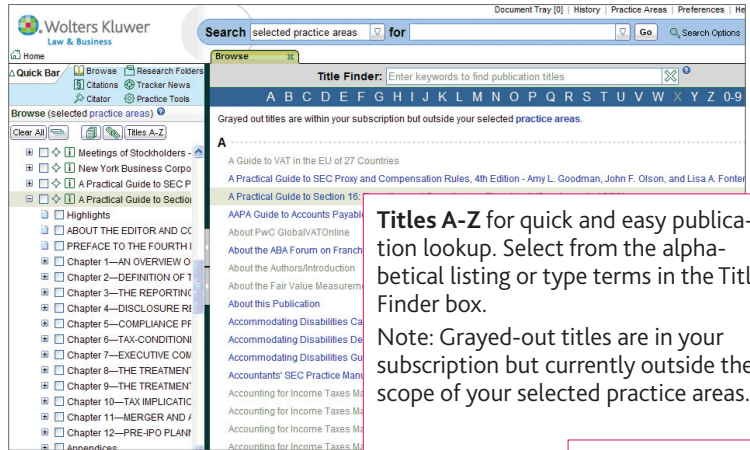 Document Tray [0] | History | Practice Areas | Preferences | He
Wolters Kluwer
Law & Business
Search selected practice areas for Go Search Options
Home
Browse
Quick Bar
Browse Research Folders
Citations Tracker News
Citator Practice Tools
Title Finder: Enter keywords to find publication titles
A B C D E F G H I J K L M N O P Q R S T U V W X Y Z 0-9
Browse (selected practice areas)
Clear All Titles A-Z
Meetings of Stockholders -
New York Business Corpo
A Practical Guide to SEC P
A Practical Guide to Section
Highlights
ABOUT THE EDITOR AND CO
PREFACE TO THE FOURTH
Chapter 1—AN OVERVIEW O
Chapter 2—DEFINITION OF T
Chapter 3—THE REPORTING
Chapter 4—DISCLOSURE RE
Chapter 5—COMPLIANCE PF
Chapter 6—TAX-CONDITIONI
Chapter 7—EXECUTIVE COM
Chapter 8—THE TREATMENT
Chapter 9—THE TREATMENT
Chapter 10—TAX IMPLICATIO
Chapter 11—MERGER AND A
Chapter 12—PRE-IPO PLANN
Appendices
Grayed out titles are within your subscription but outside your selected practice areas.
A
A Guide to VAT in the EU of 27 Countries
A Practical Guide to SEC Proxy and Compensation Rules, 4th Edition - Amy L. Goodman, John F. Olson, and Lisa A. Fonter
A Practical Guide to Section 16:
AAPA Guide to Accounts Payabl
About PwC GlobalVATOnline
About the ABA Forum on Franch
About the Authors/Introduction
About the Fair Value Measurem
About this Publication
Accommodating Disabilities Ca
Accommodating Disabilities De
Accommodating Disabilities Gu
Accountants' SEC Practice Manu
Accounting for Income Taxes Ma
Accounting for Income Taxes Ma
Accounting for Income Taxes Ma
Accounting for Income Taxes Ma
Titles A-Z for quick and easy publica-
tion lookup. Select from the alpha-
betical listing or type terms in the Titl
Finder box.
Note: Grayed-out titles are in your
subscription but currently outside the
scope of your selected practice areas.